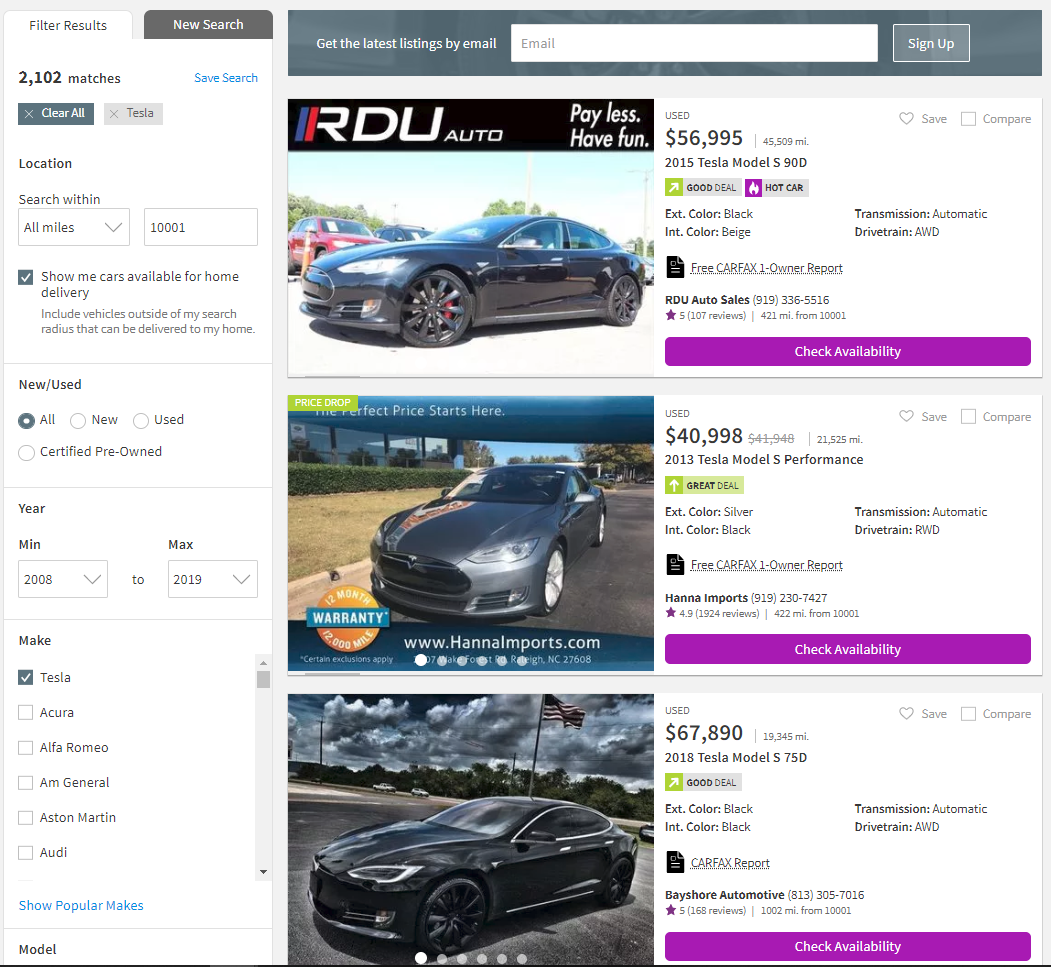 Filter Results
New Search
2,102 matches
Save Search
Clear All
Tesla
Location
Search within
All miles
10001
Show me cars available for home
delivery
Include vehicles outside of my search
radius that can be delivered to my home.
New/Used
All
New
Used
Certified Pre-Owned
Year
Min
Max
2008
to
2019
Make
Tesla
Acura
Alfa Romeo
Am General
Aston Martin
Audi
Show Popular Makes
Model
Get the latest listings by email
Email
Sign Up
RDU AUTO
Pay less.
Have fun.
USED
Save
Compare
$56,995 | 45,509 mi.
2015 Tesla Model S 90D
GOOD DEAL
HOT CAR
Ext. Color: Black
Transmission: Automatic
Int. Color: Beige
Drivetrain: AWD
Free CARFAX 1-Owner Report
RDU Auto Sales (919) 336-5516
5 (107 reviews) | 421 mi. from 10001
Check Availability
PRICE DROP
The Perfect Price Starts Here.
12 MONTH
WARRANTY*
12,000 MILE
*Certain exclusions apply
www.HannaImports.com
Wake Forest Rd, Raleigh, NC 27608
USED
Save
Compare
$40,998 $41,948 | 21,525 mi.
2013 Tesla Model S Performance
GREAT DEAL
Ext. Color: Silver
Transmission: Automatic
Int. Color: Black
Drivetrain: RWD
Free CARFAX 1-Owner Report
Hanna Imports (919) 230-7427
4.9 (1924 reviews) | 422 mi. from 10001
Check Availability
USED
Save
Compare
$67,890 | 19,345 mi.
2018 Tesla Model S 75D
GOOD DEAL
Ext. Color: Black
Transmission: Automatic
Int. Color: Black
Drivetrain: AWD
CARFAX Report
Bayshore Automotive (813) 305-7016
5 (168 reviews) | 1002 mi. from 10001
Check Availability